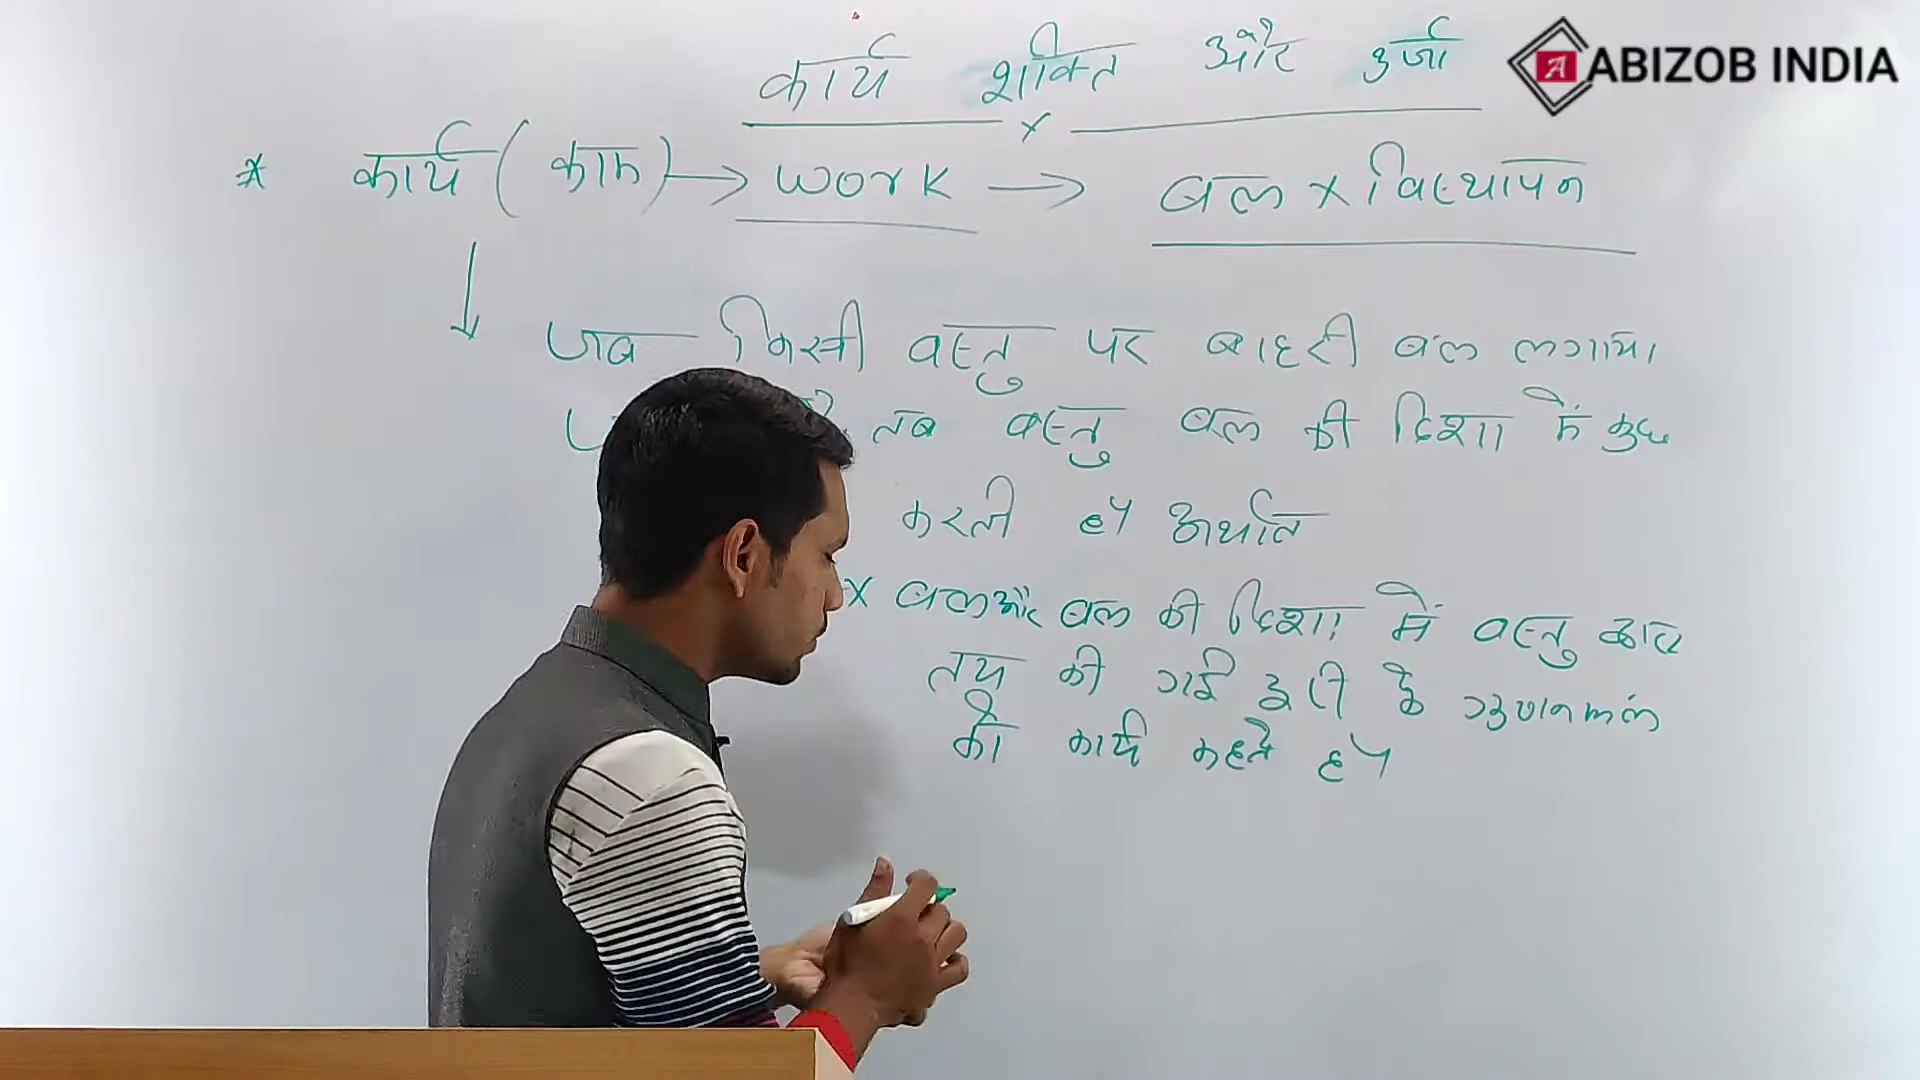 कार्य शक्ति और उर्जा
ABIZOB INDIA
* कार्य (काम) → work → बल × विस्थापन
जब किसी वस्तु पर बाहरी बल लगाया
है तब वस्तु बल की दिशा में कुछ
करती है अर्थात
× बल और बल की दिशा में वस्तु द्वारा
तय की गई दूरी के गुणनफल
को कार्य कहते है